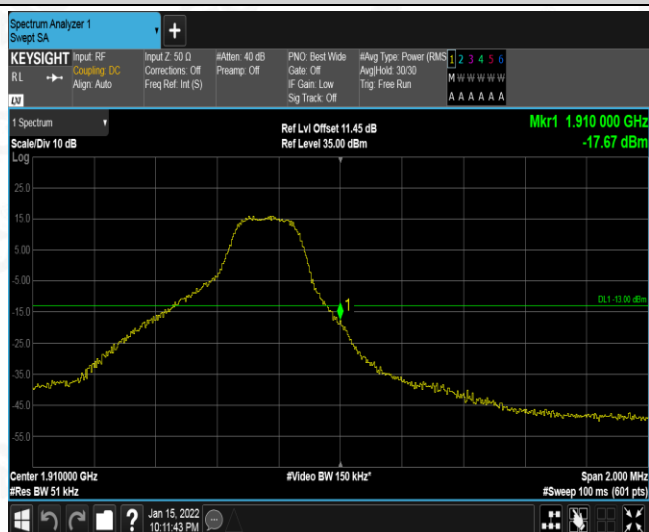 Spectrum Analyzer 1
Swept SA
+
KEYSIGHT
RL
LXI
Input: RF
Coupling: DC
Align: Auto
Input Z: 50 Ω
Corrections: Off
Freq Ref: Int (S)
#Atten: 40 dB
Preamp: Off
PNO: Best Wide
Gate: Off
IF Gain: Low
Sig Track: Off
#Avg Type: Power (RMS
Avg|Hold: 30/30
Trig: Free Run
1 2 3 4 5 6
M W W W W W
A A A A A A
1 Spectrum
Scale/Div 10 dB
Log
Ref Lvl Offset 11.45 dB
Ref Level 35.00 dBm
Mkr1 1.910 000 GHz
-17.67 dBm
25.0
15.0
5.00
-5.00
-15.0
-25.0
-35.0
-45.0
-55.0
1
DL1 -13.00 dBm
Center 1.910000 GHz
#Res BW 51 kHz
#Video BW 150 kHz*
Span 2.000 MHz
#Sweep 100 ms (601 pts)
?
Jan 15, 2022
10:11:43 PM